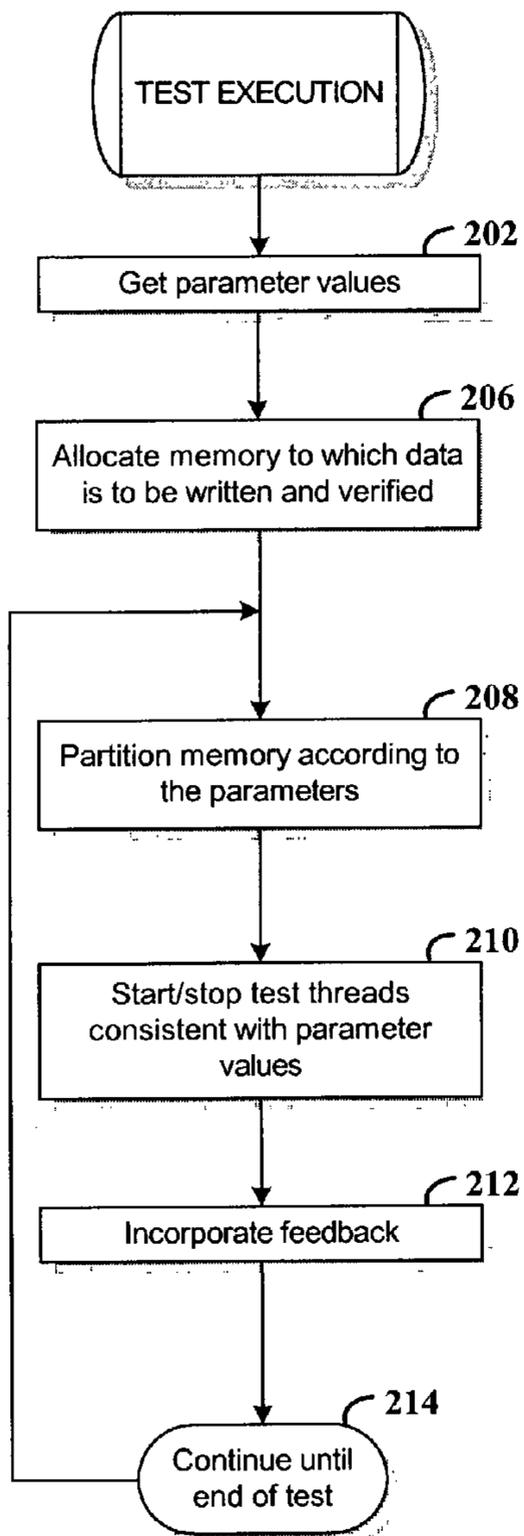 TEST EXECUTION
202
Get parameter values
206
Allocate memory to which data
is to be written and verified
208
Partition memory according to
the parameters
210
Start/stop test threads
consistent with parameter
values
212
Incorporate feedback
214
Continue until
end of test